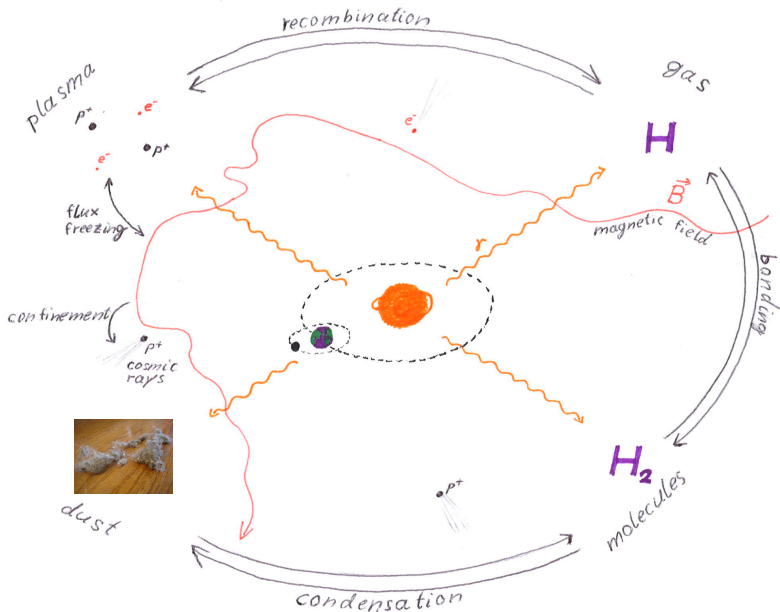 recombination
plasma
gas
p+
e-
e-
p+
e-
H
B
magnetic field
flux
freezing
γ
bonding
confinement
p+
cosmic
rays
H2
p+
dust
molecules
condensation